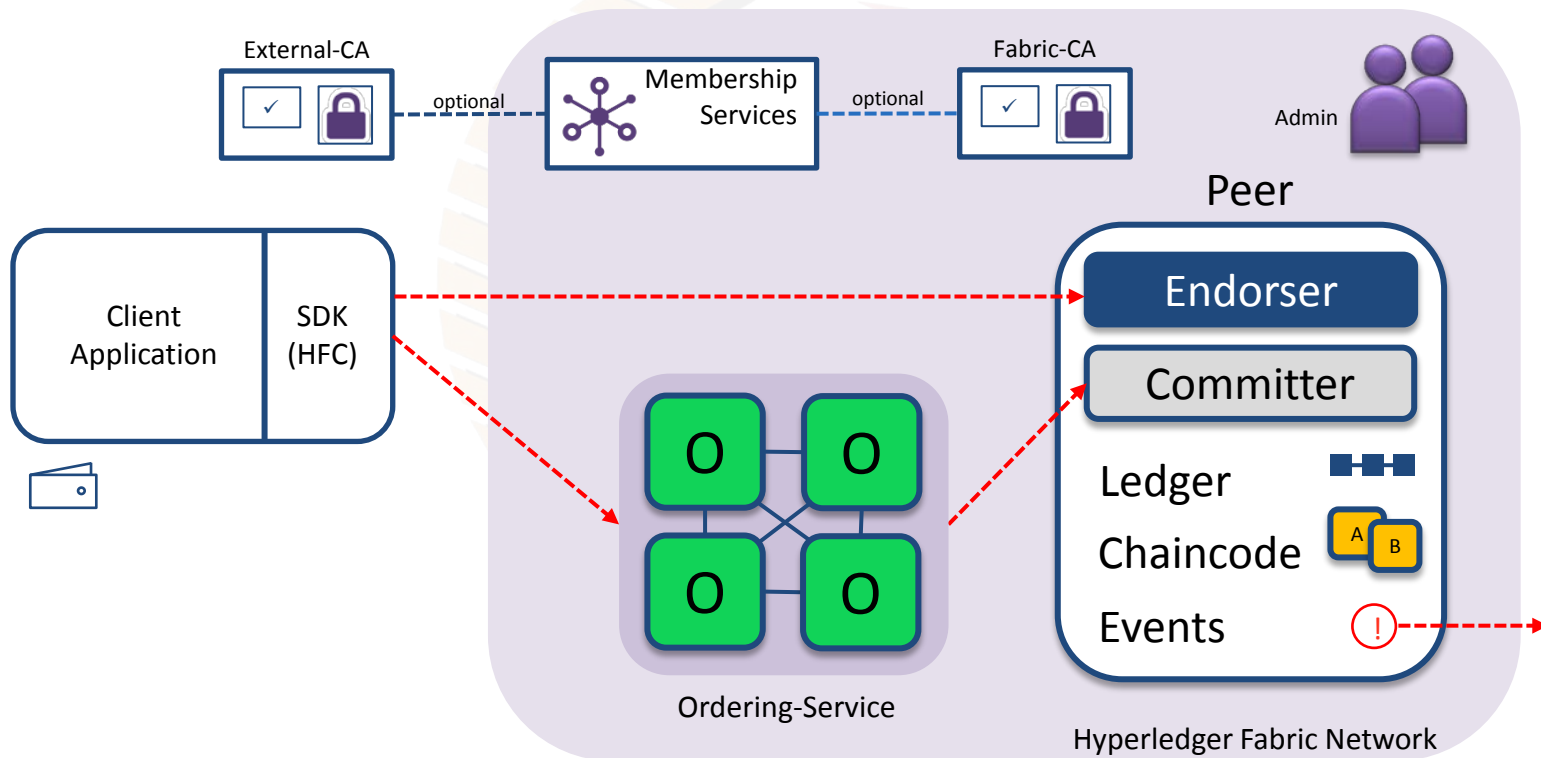 External-CA
optional
Membership
Services
optional
Fabric-CA
Admin
Peer
Client
Application
SDK
(HFC)
Endorser
Committer
O
O
O
O
Ledger
Chaincode
A
B
Events
!
Ordering-Service
Hyperledger Fabric Network